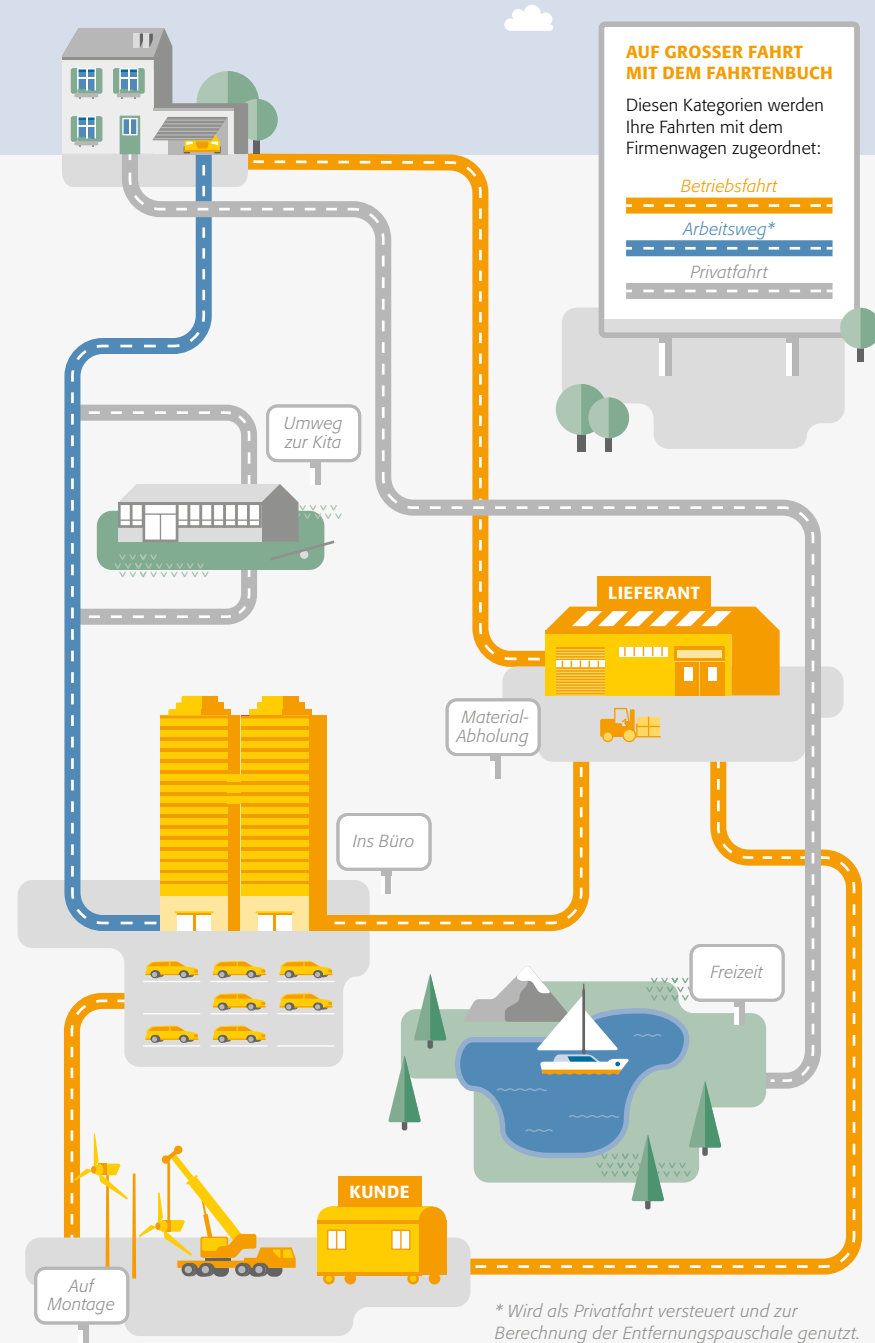 AUF GROSSER FAHRT
MIT DEM FAHRTENBUCH
Diesen Kategorien werden
Ihre Fahrten mit dem
Firmenwagen zugeordnet:
Betriebsfahrt
Arbeitsweg*
Privatfahrt
Umweg
zur Kita
LIEFERANT
Material-
Abholung
Ins Büro
Freizeit
KUNDE
Auf
Montage
* Wird als Privatfahrt versteuert und zur
Berechnung der Entfernungspauschale genutzt.